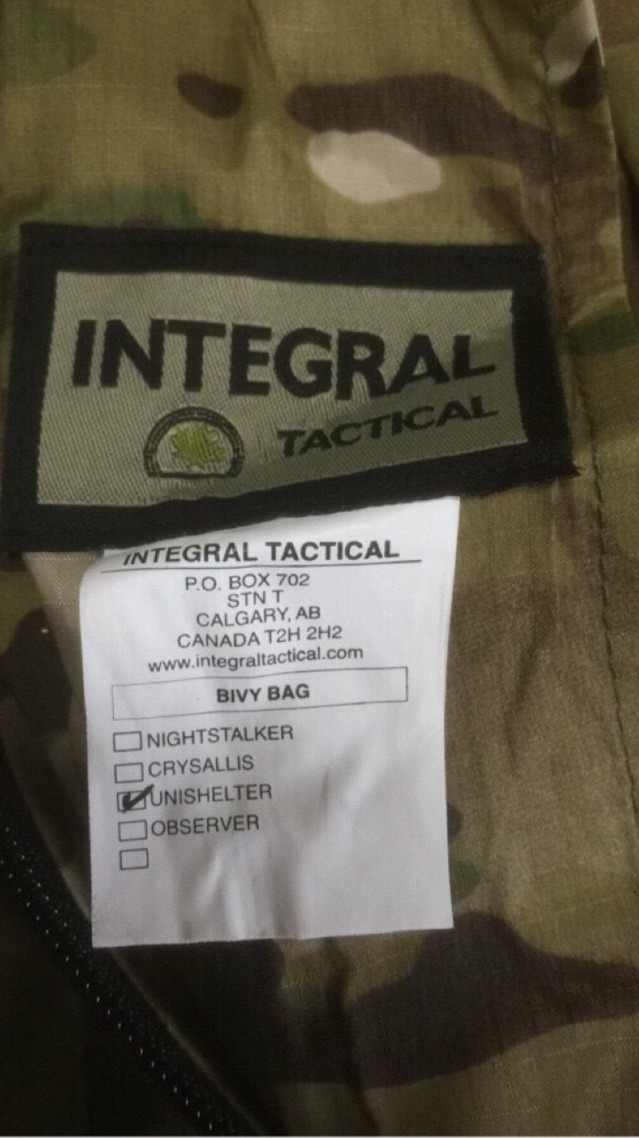 INTEGRAL
TACTICAL
INTEGRAL TACTICAL
P.O. BOX 702
STN T
CALGARY, AB
CANADA T2H 2H2
www.integraltactical.com
BIVY BAG
NIGHTSTALKER
CRYSALLIS
UNISHELTER
OBSERVER